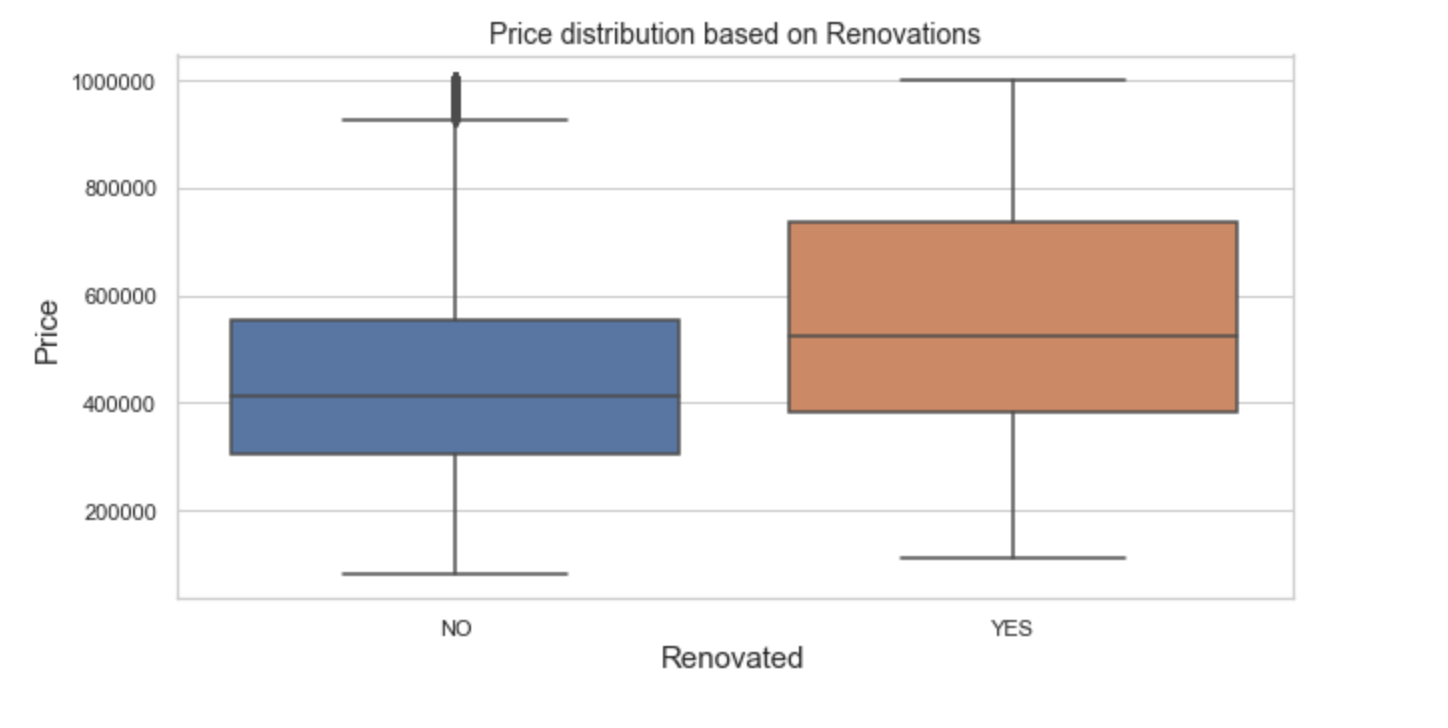 Price distribution based on Renovations
1000000
800000
600000
400000
200000
Price
NO
YES
Renovated